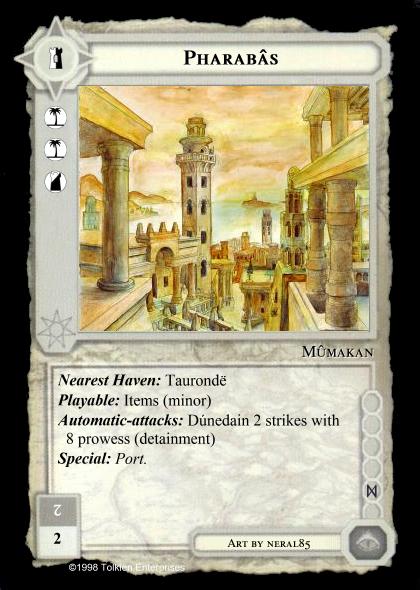 PHARABÂS
MÛMAKAN
Nearest Haven: Taurondë
Playable: Items (minor)
Automatic-attacks: Dúnedain 2 strikes with
8 prowess (detainment)
Special: Port.
2
2
ART BY NERAL85
©1998 Tolkien Enterprises